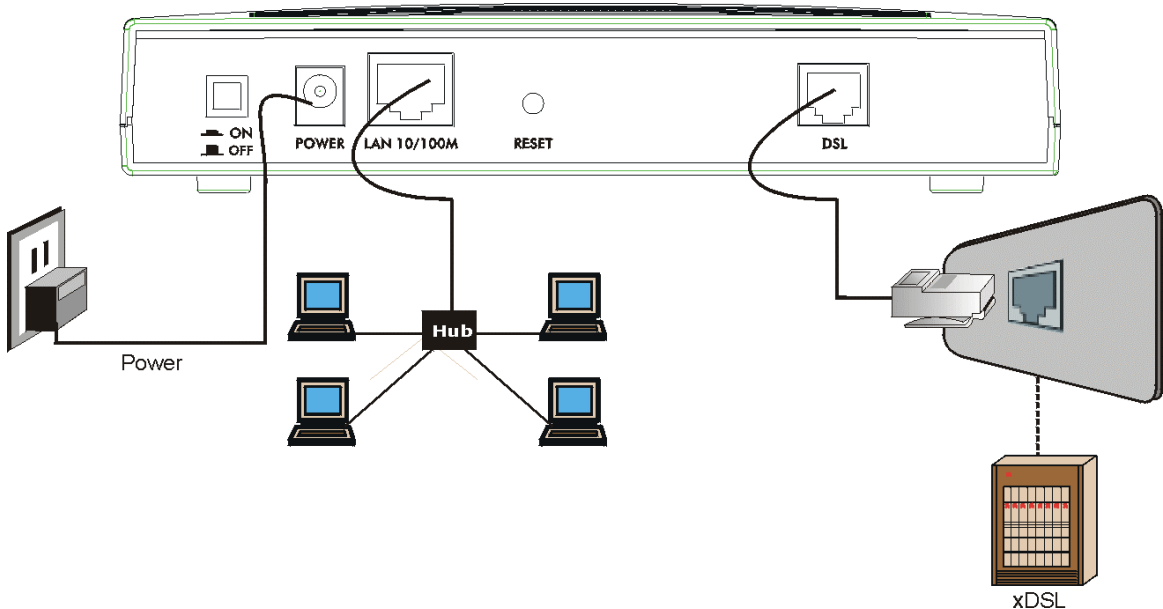 ON
OFF
POWER
LAN 10/100M
RESET
DSL
Hub
Power
xDSL